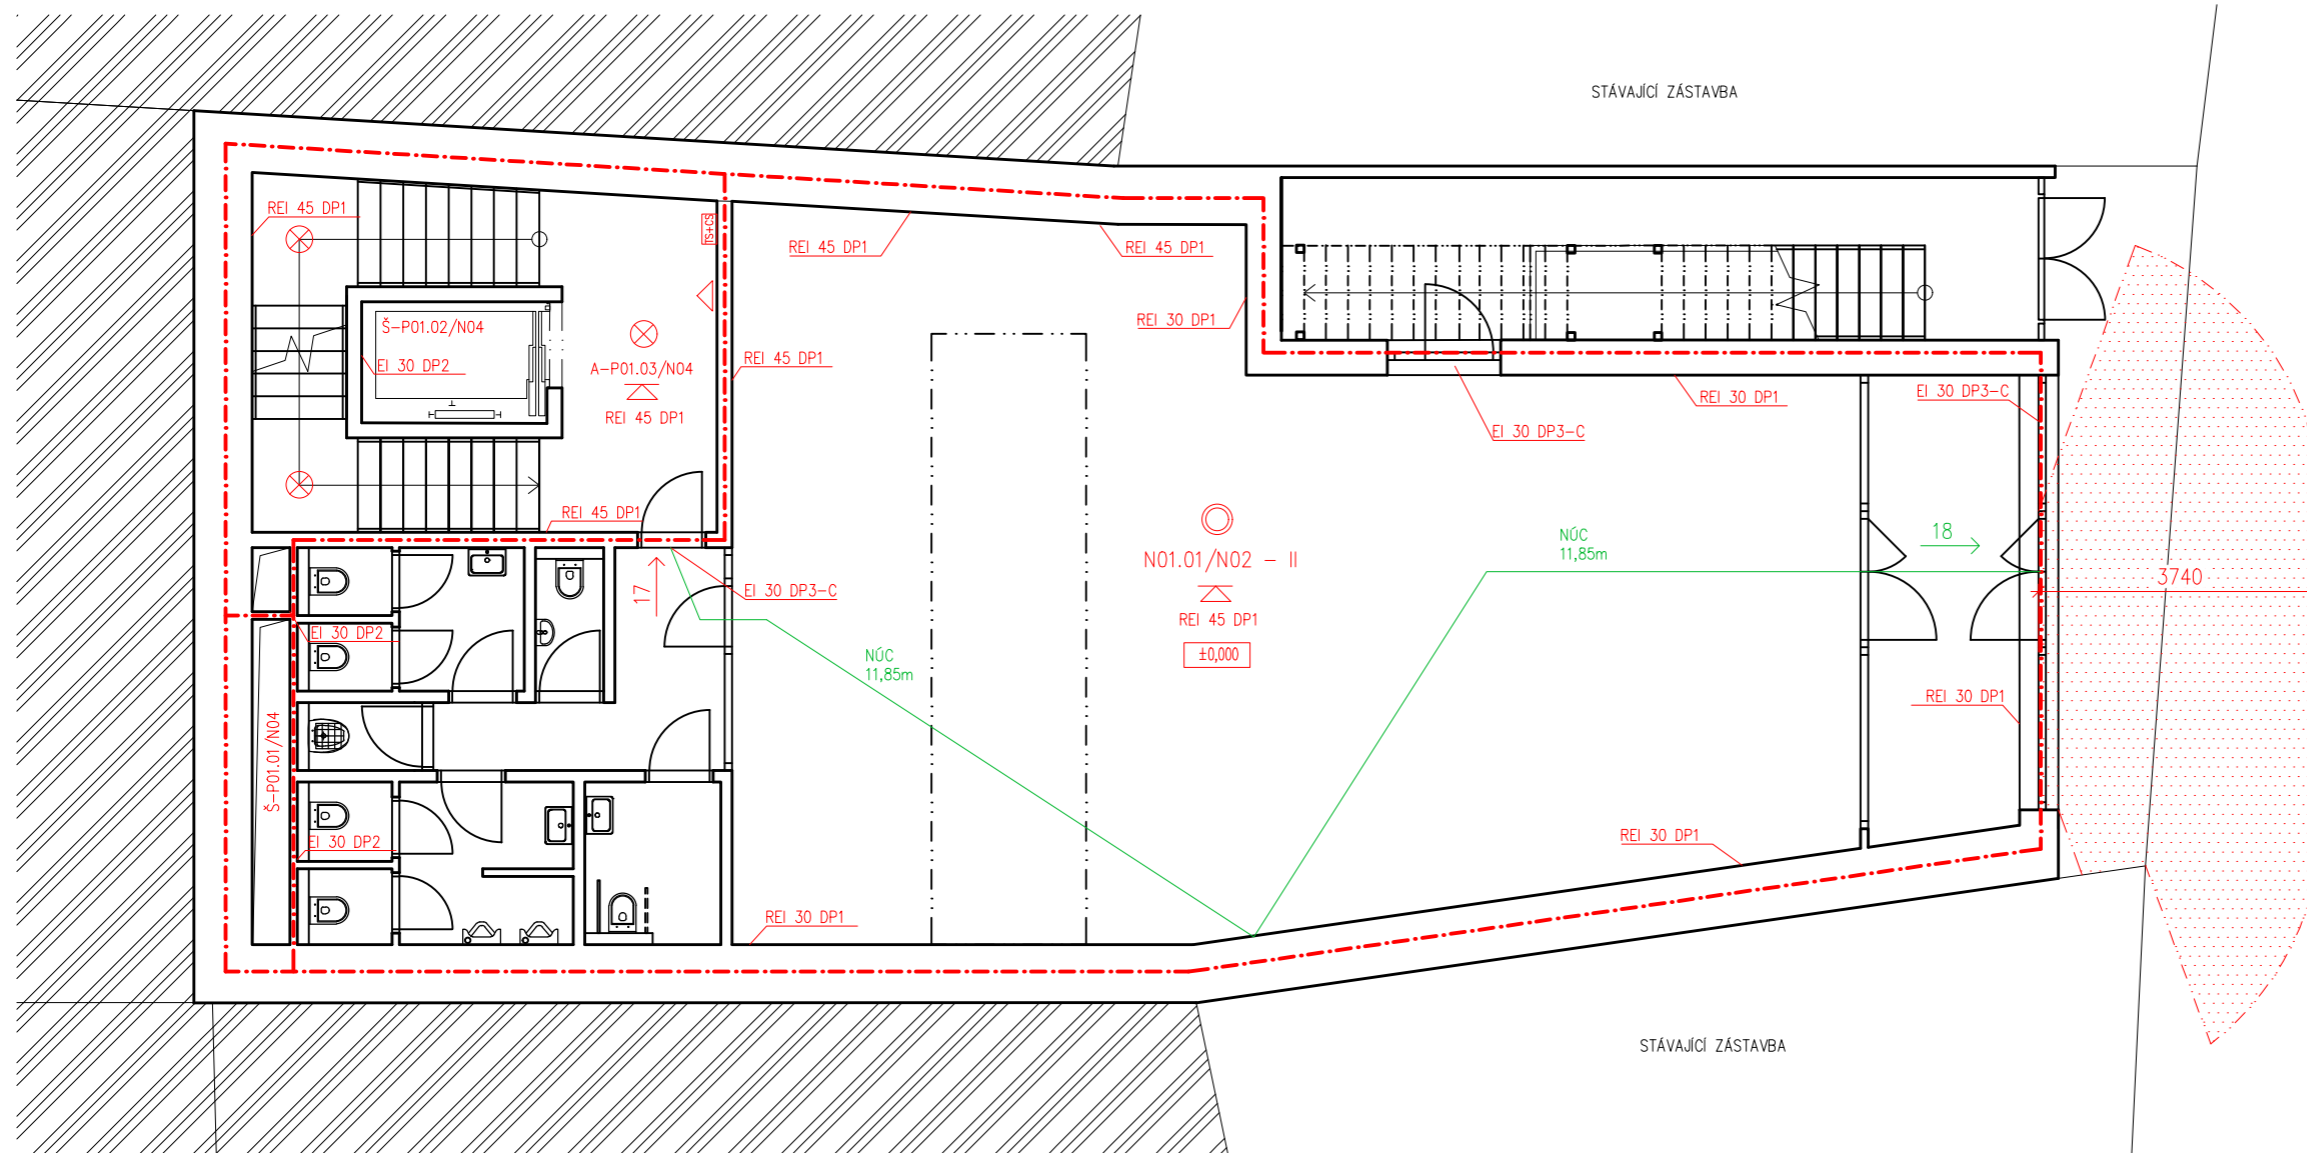 STÁVAJÍCÍ ZÁSTAVBA
REI 45 DP1
TS+CS
REI 45 DP1
REI 45 DP1
Š-P01.02/N04
EI 30 DP2
A-P01.03/N04
REI 45 DP1
REI 45 DP1
REI 30 DP1
REI 30 DP1
EI 30 DP3-C
EI 30 DP3-C
REI 45 DP1
N01.01/N02 - II
REI 45 DP1
±0,000
NÚC
11,85m
18
3740
17
EI 30 DP3-C
EI 30 DP2
NÚC
11,85m
Š-P01.01/N04
REI 30 DP1
EI 30 DP2
REI 30 DP1
REI 30 DP1
STÁVAJÍCÍ ZÁSTAVBA